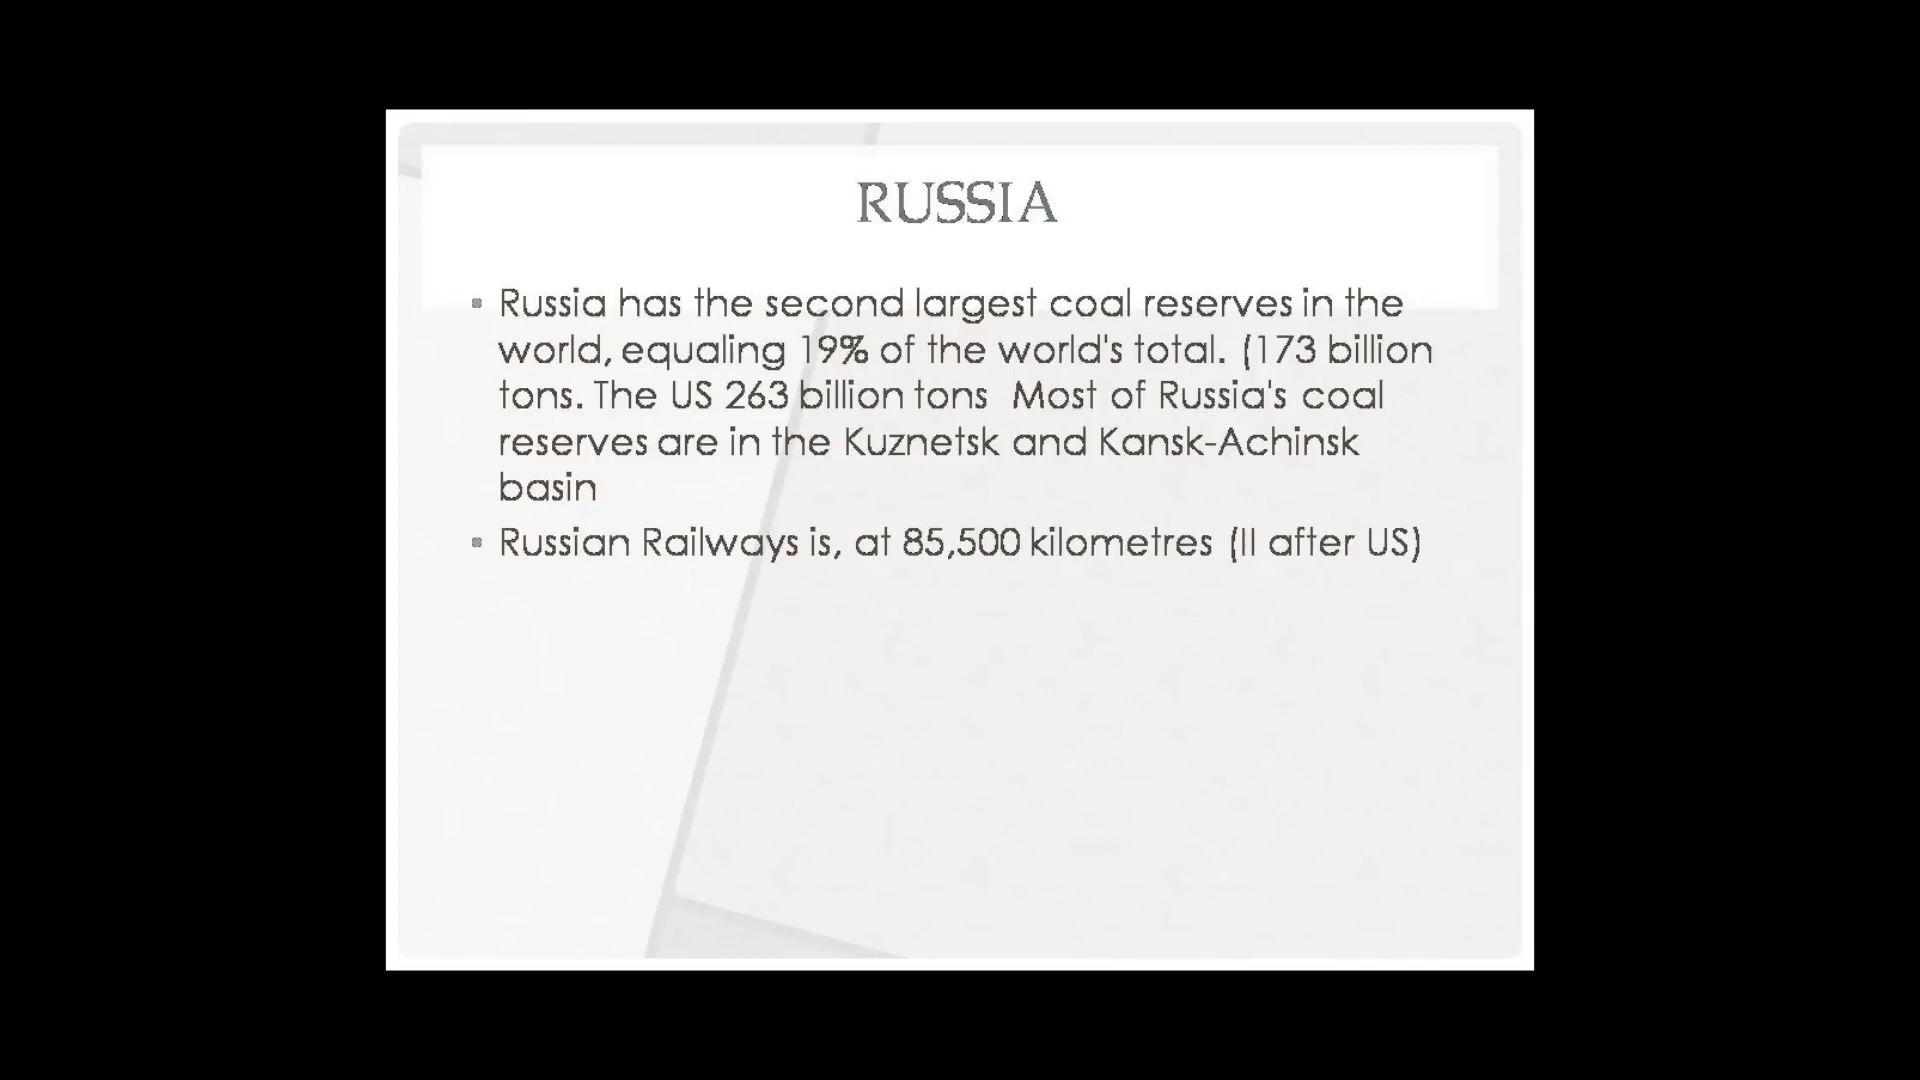 RUSSIA
▪ Russia has the second largest coal reserves in the
world, equaling 19% of the world's total. (173 billion
tons. The US 263 billion tons  Most of Russia's coal
reserves are in the Kuznetsk and Kansk-Achinsk
basin
▪ Russian Railways is, at 85,500 kilometres (II after US)